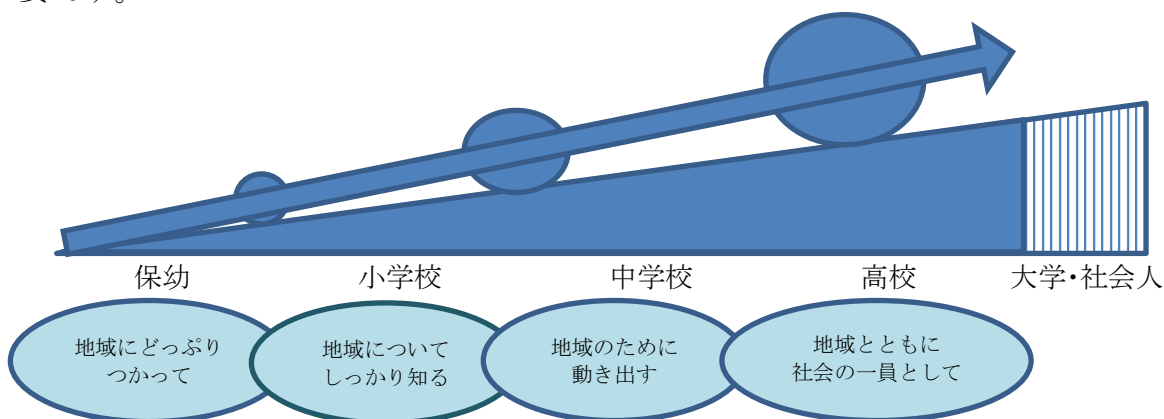 保幼
小学校
中学校
高校
大学・社会人
地域にどっぷり
つかって
地域について
しっかり知る
地域のために
動き出す
地域とともに
社会の一員として